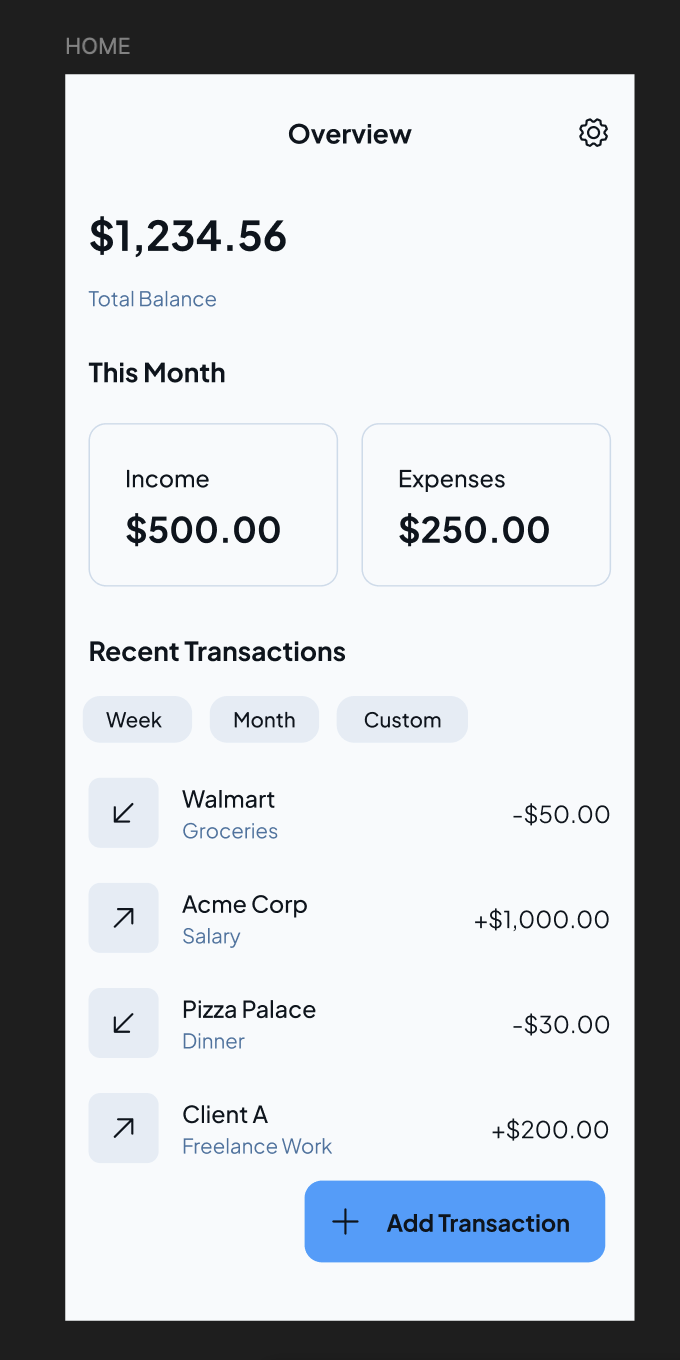 HOME
Overview
$1,234.56
Total Balance
This Month
Income
$500.00
Expenses
$250.00
Recent Transactions
Week Month Custom
Walmart
Groceries
-$50.00
Acme Corp
Salary
+$1,000.00
Pizza Palace
Dinner
-$30.00
Client A
Freelance Work
+$200.00
Add Transaction